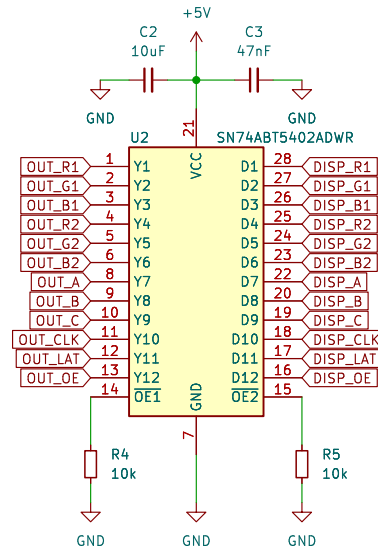 +5V
C2
10uF
C3
47nF
GND
GND
U2
21
SN74ABT5402ADWR
VCC
OUT_R1 1 Y1 D1 28 DISP_R1
OUT_G1 2 Y2 D2 27 DISP_G1
OUT_B1 3 Y3 D3 26 DISP_B1
OUT_R2 4 Y4 D4 25 DISP_R2
OUT_G2 5 Y5 D5 24 DISP_G2
OUT_B2 6 Y6 D6 23 DISP_B2
OUT_A 8 Y7 D7 22 DISP_A
OUT_B 9 Y8 D8 20 DISP_B
OUT_C 10 Y9 D9 19 DISP_C
OUT_CLK 11 Y10 D10 18 DISP_CLK
OUT_LAT 12 Y11 D11 17 DISP_LAT
OUT_OE 13 Y12 D12 16 DISP_OE
14 OE1 GND OE2 15
7
R4
10k
R5
10k
GND
GND
GND